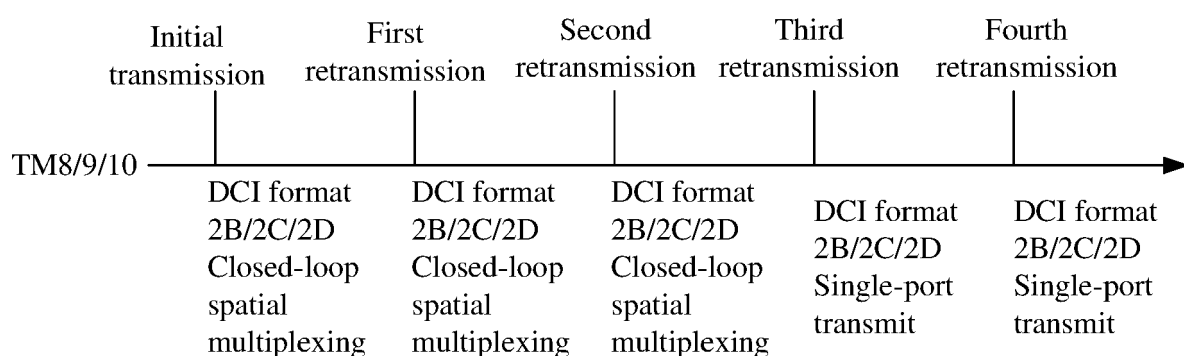 Initial
transmission
First
retransmission
Second
retransmission
Third
retransmission
Fourth
retransmission
TM8/9/10
DCI format
2B/2C/2D
Closed-loop
spatial
multiplexing
DCI format
2B/2C/2D
Closed-loop
spatial
multiplexing
DCI format
2B/2C/2D
Closed-loop
spatial
multiplexing
DCI format
2B/2C/2D
Single-port
transmit
DCI format
2B/2C/2D
Single-port
transmit